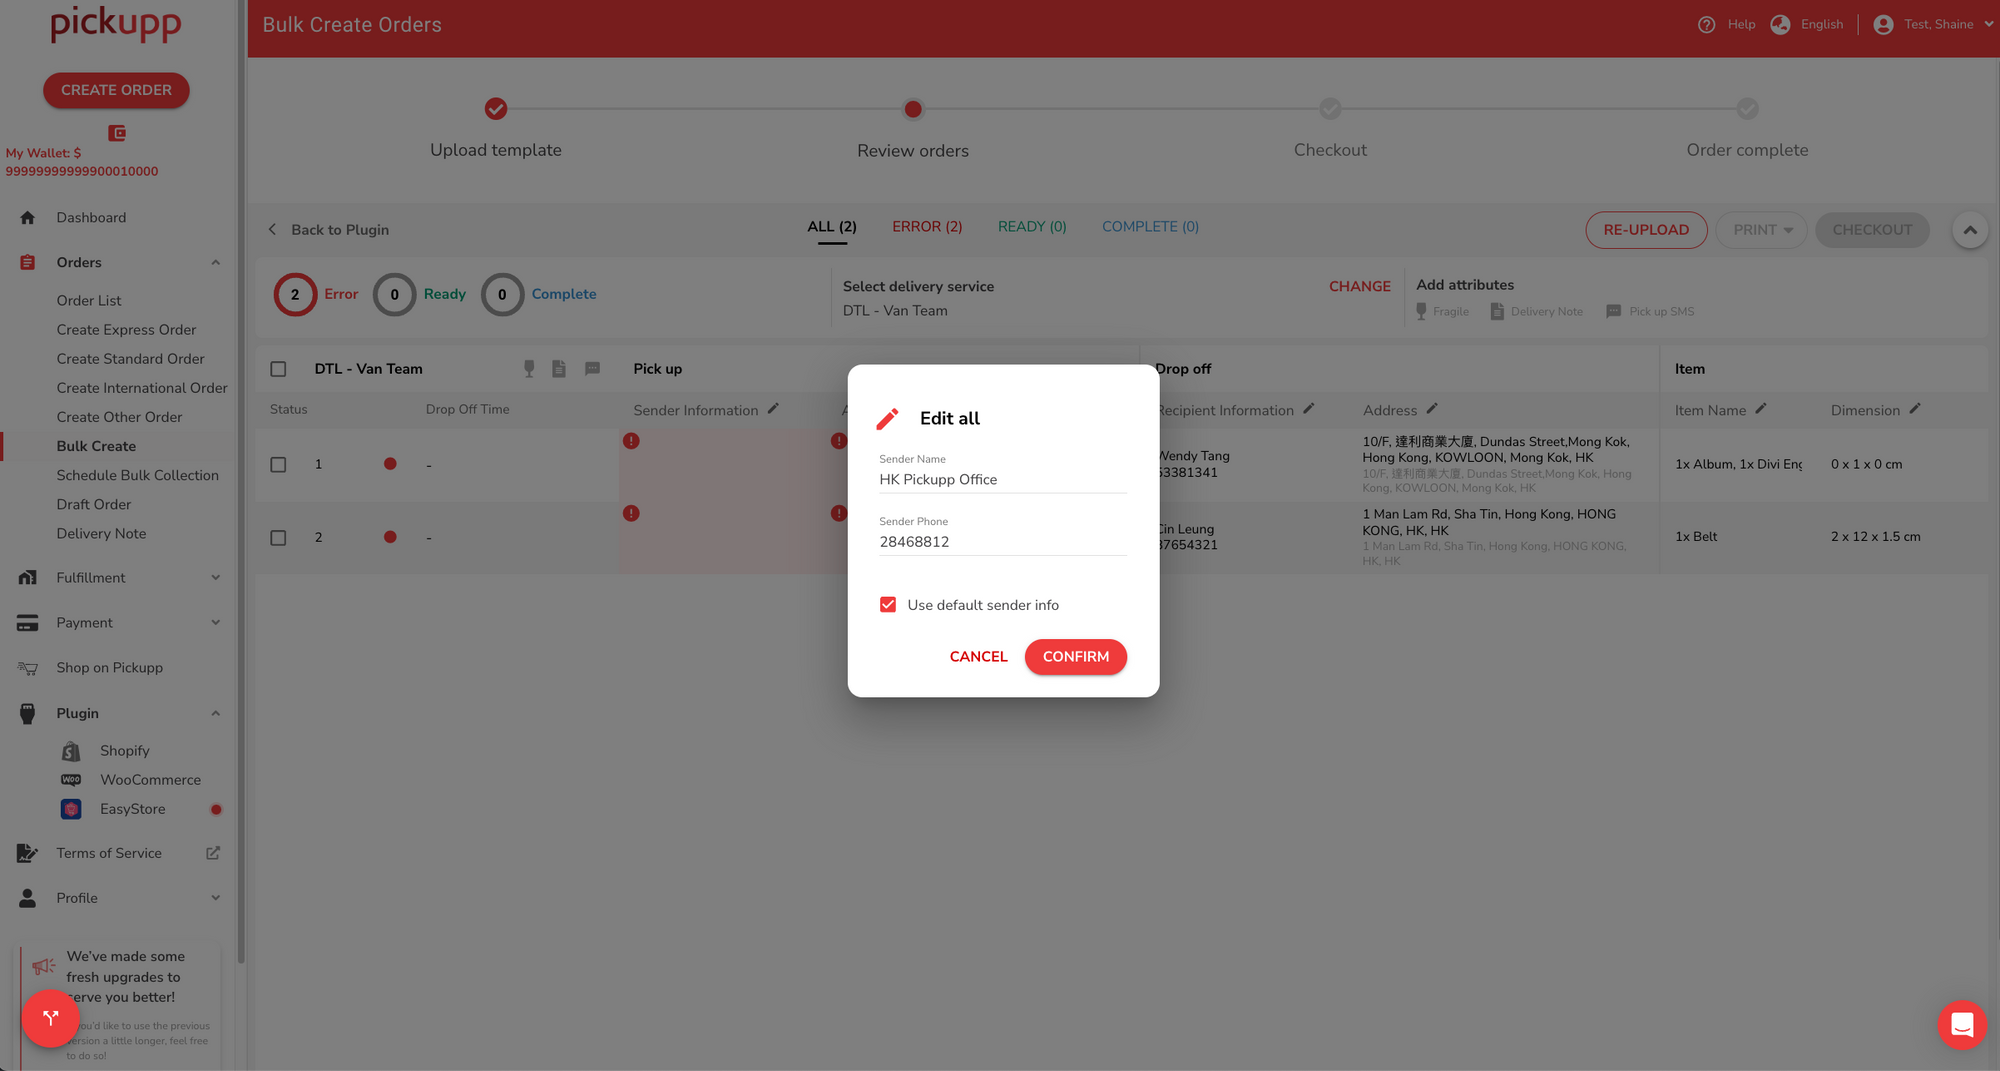 pickupp
Bulk Create Orders
Help
English
Test, Shaine
CREATE ORDER
My Wallet: $
99999999999900010000
Dashboard
Orders
Order List
Create Express Order
Create Standard Order
Create International Order
Create Other Order
Bulk Create
Schedule Bulk Collection
Draft Order
Delivery Note
Fulfillment
Payment
Shop on Pickupp
Plugin
Shopify
WOO
WooCommerce
EasyStore
Terms of Service
Profile
We've made some
fresh upgrades to
serve you better!
you'd like to use the previous
version a little longer, feel free
to do so!
Upload template
Review orders
Checkout
Order complete
Back to Plugin
ALL (2)
ERROR (2)
READY (0)
COMPLETE (0)
RE-UPLOAD
PRINT
CHECKOUT
2 Error
0 Ready
0 Complete
Select delivery service
DTL - Van Team
CHANGE
Add attributes
Fragile
Delivery Note
Pick up SMS
DTL - Van Team
Pick up
Drop off
Item
Status
Drop Off Time
Sender Information
Recipient Information
Address
Item Name
Dimension
1
-
Wendy Tang
53381341
10/F, 達利商業大廈, Dundas Street,Mong Kok,
Hong Kong, KOWLOON, Mong Kok, HK
10/F, 達利商業大廈, Dundas Street,Mong Kok, Hong
Kong, KOWLOON, Mong Kok, HK
1x Album, 1x Divi Eng
0 x 1 x 0 cm
2
-
Cin Leung
87654321
1 Man Lam Rd, Sha Tin, Hong Kong, HONG
KONG, HK, HK
1 Man Lam Rd, Sha Tin, Hong Kong, HONG KONG,
HK, HK
1x Belt
2 x 12 x 1.5 cm
Edit all
Sender Name
HK Pickupp Office
Sender Phone
28468812
Use default sender info
CANCEL
CONFIRM